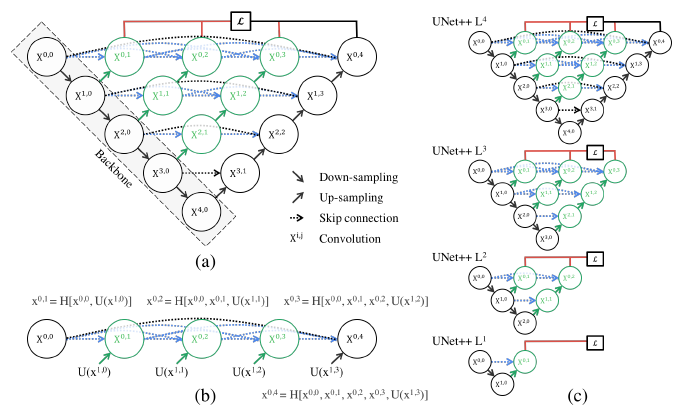 𝓛
X^{0,0} X^{0,1} X^{0,2} X^{0,3} X^{0,4}
X^{1,0} X^{1,1} X^{1,2} X^{1,3}
X^{2,0} X^{2,1} X^{2,2}
X^{3,0} X^{3,1}
X^{4,0}
Backbone
Down-sampling
Up-sampling
Skip connection
X^{i,j} Convolution
(a)
x^{0,1} = H[x^{0,0}, U(x^{1,0})] x^{0,2} = H[x^{0,0}, x^{0,1}, U(x^{1,1})] x^{0,3} = H[x^{0,0}, x^{0,1}, x^{0,2}, U(x^{1,2})]
X^{0,0} X^{0,1} X^{0,2} X^{0,3} X^{0,4}
U(x^{1,0}) U(x^{1,1}) U(x^{1,2}) U(x^{1,3})
(b)
x^{0,4} = H[x^{0,0}, x^{0,1}, x^{0,2}, x^{0,3}, U(x^{1,3})]
UNet++ L^4
𝓛
X^{0,0} X^{0,1} X^{0,2} X^{0,3} X^{0,4}
X^{1,0} X^{1,1} X^{1,2} X^{1,3}
X^{2,0} X^{2,1} X^{2,2}
X^{3,0} X^{3,1}
X^{4,0}
UNet++ L^3
𝓛
X^{0,0} X^{0,1} X^{0,2} X^{0,3}
X^{1,0} X^{1,1} X^{1,2}
X^{2,0} X^{2,1}
X^{3,0}
UNet++ L^2
𝓛
X^{0,0} X^{0,1} X^{0,2}
X^{1,0} X^{1,1}
X^{2,0}
UNet++ L^1
𝓛
X^{0,0} X^{0,1}
X^{1,0}
(c)